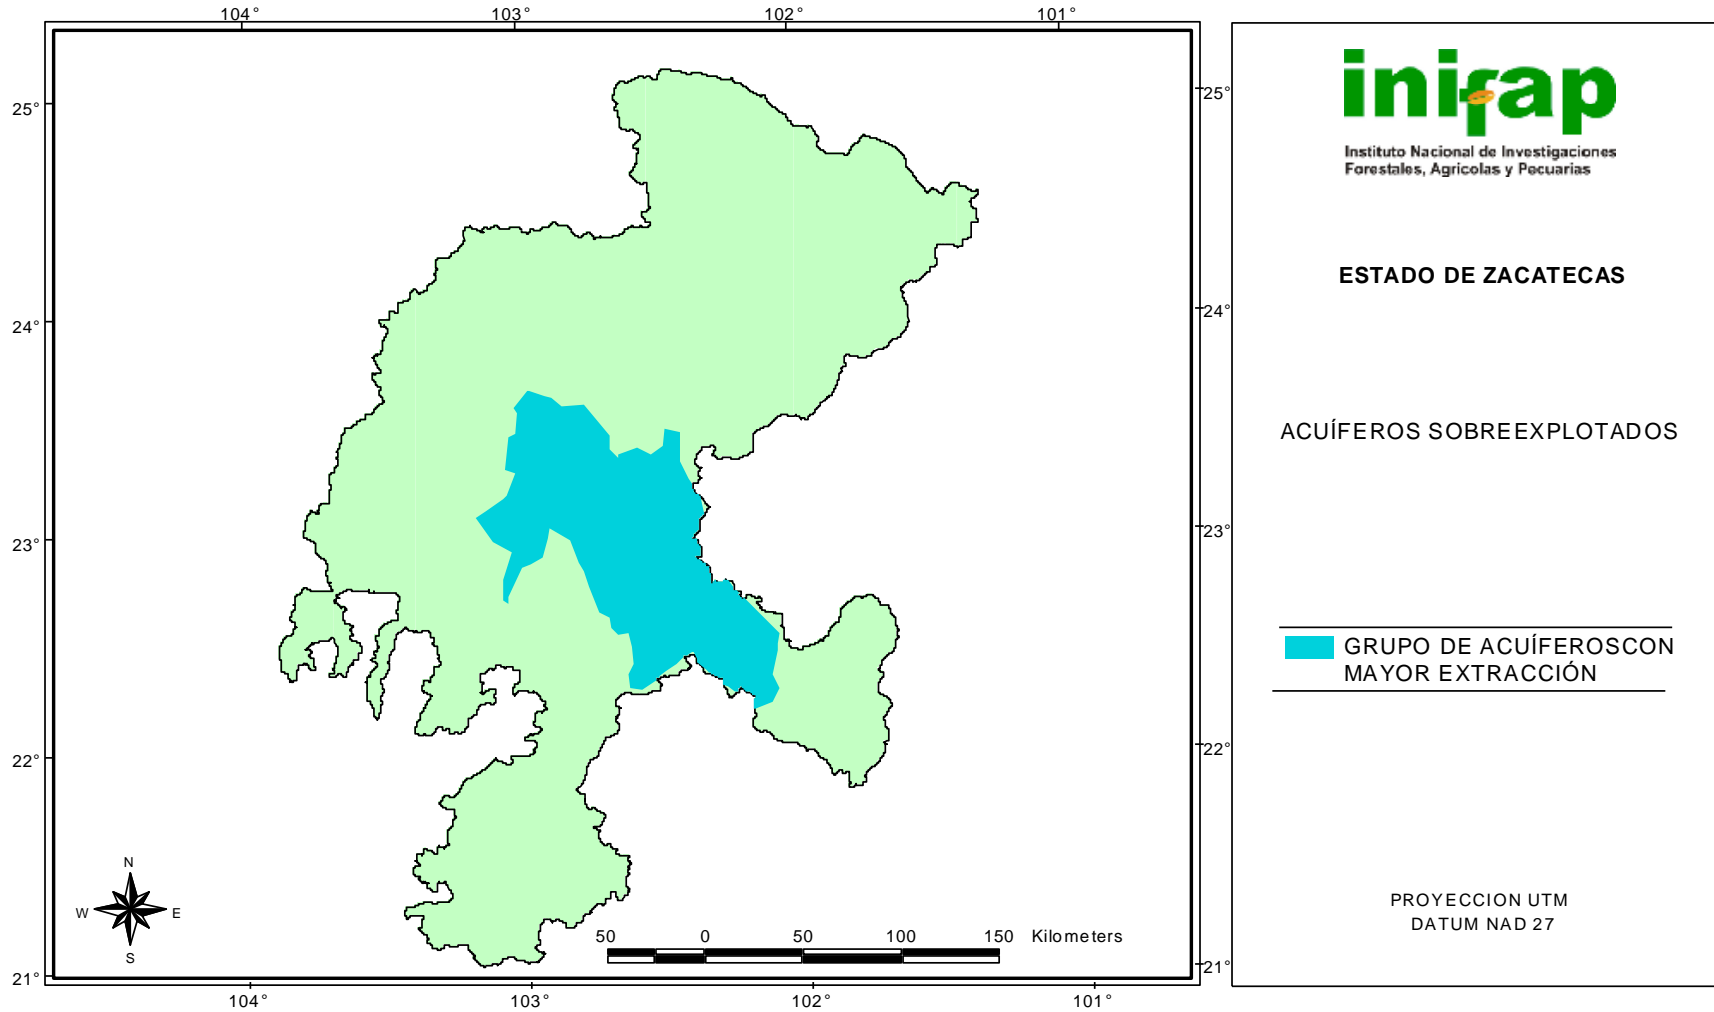 104° 103° 102° 101°
25° 25°
24° 24°
23° 23°
22° 22°
21° 21°
104° 103° 102° 101°
N
W E
S
50 0 50 100 150 Kilometers
inifap
Instituto Nacional de Investigaciones
Forestales, Agrícolas y Pecuarias
ESTADO DE ZACATECAS
ACUÍFEROS SOBREEXPLOTADOS
GRUPO DE ACUÍFEROSCON
MAYOR EXTRACCIÓN
PROYECCION UTM
DATUM NAD 27